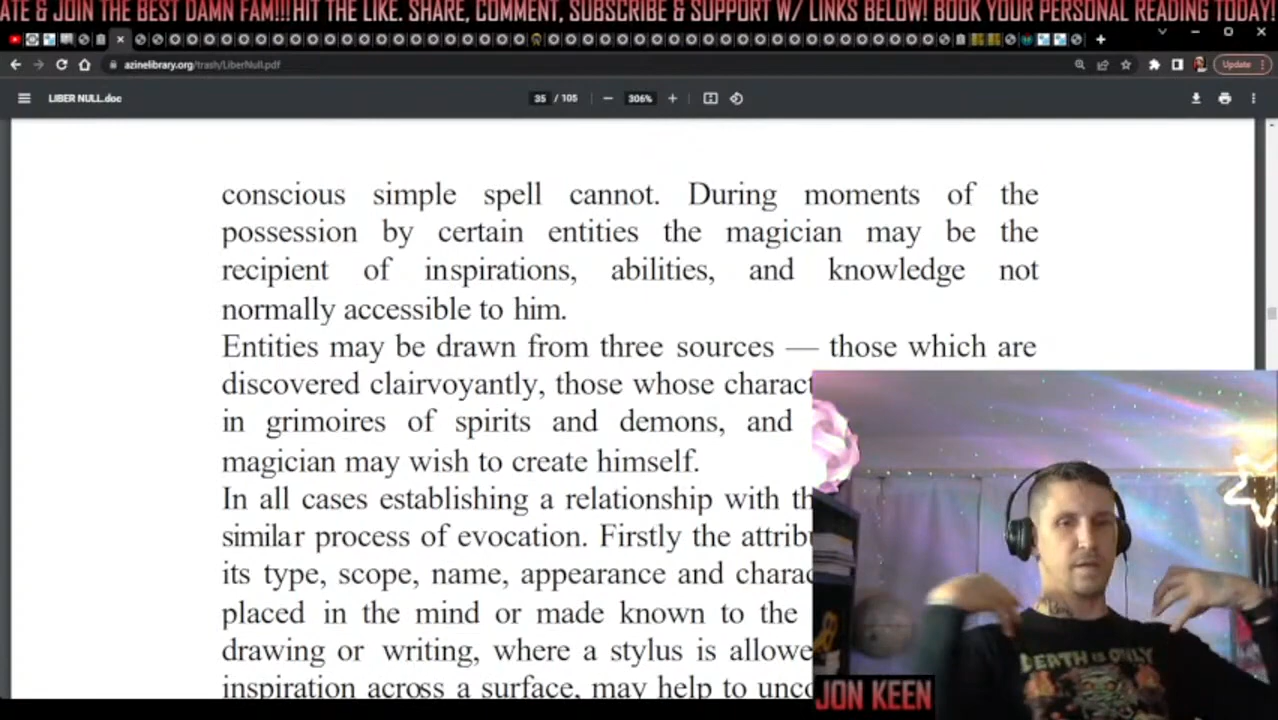 ATE & JOIN THE BEST DAMN FAM!!! HIT THE LIKE. SHARE, COMMENT, SUBSCRIBE & SUPPORT W/ LINKS BELOW! BOOK YOUR PERSONAL READING TODAY!
azinelibrary.org/trash/LiberNull.pdf
Update
LIBER NULL.doc
35 / 105
306%
conscious simple spell cannot. During moments of the
possession by certain entities the magician may be the
recipient of inspirations, abilities, and knowledge not
normally accessible to him.
Entities may be drawn from three sources — those which are
discovered clairvoyantly, those whose charact
in grimoires of spirits and demons, and
magician may wish to create himself.
In all cases establishing a relationship with th
similar process of evocation. Firstly the attribu
its type, scope, name, appearance and charac
placed in the mind or made known to the
drawing or writing, where a stylus is allowe
inspiration across a surface, may help to unco
DEATH IS ONLY
JON KEEN